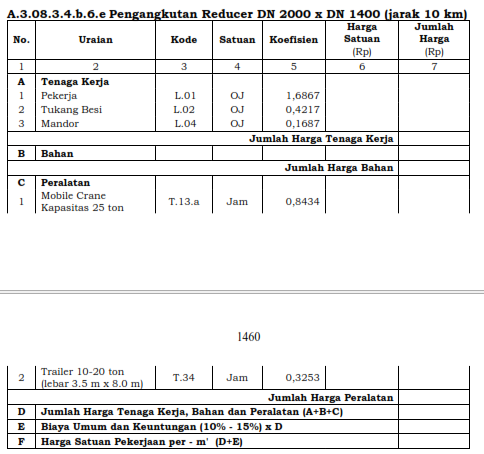 A.3.08.3.4.b.6.e Pengangkutan Reducer DN 2000 x DN 1400 (jarak 10 km)
No. Uraian Kode Satuan Koefisien Harga Satuan (Rp) Jumlah Harga (Rp)
1 2 3 4 5 6 7
A Tenaga Kerja
1 Pekerja L.01 OJ 1,6867
2 Tukang Besi L.02 OJ 0,4217
3 Mandor L.04 OJ 0,1687
Jumlah Harga Tenaga Kerja
B Bahan
Jumlah Harga Bahan
C Peralatan
1 Mobile Crane Kapasitas 25 ton T.13.a Jam 0,8434
1460
2 Trailer 10-20 ton (lebar 3.5 m x 8.0 m) T.34 Jam 0,3253
Jumlah Harga Peralatan
D Jumlah Harga Tenaga Kerja, Bahan dan Peralatan (A+B+C)
E Biaya Umum dan Keuntungan (10% - 15%) x D
F Harga Satuan Pekerjaan per - m' (D+E)